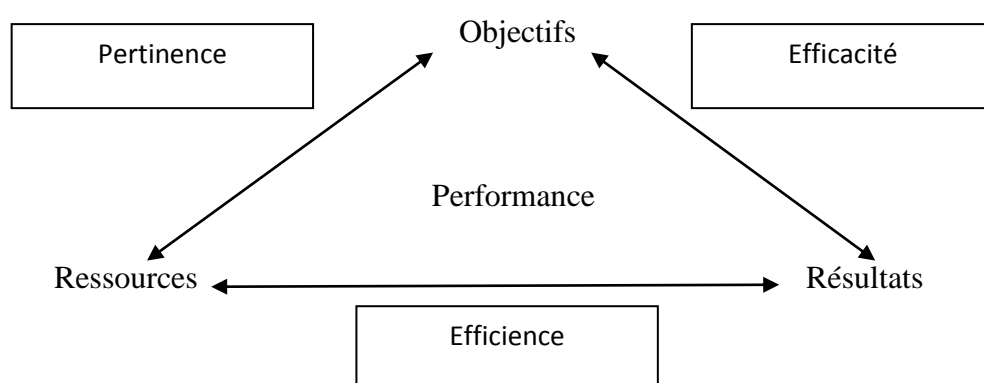 Objectifs
Pertinence
Efficacité
Performance
Ressources
Résultats
Efficience